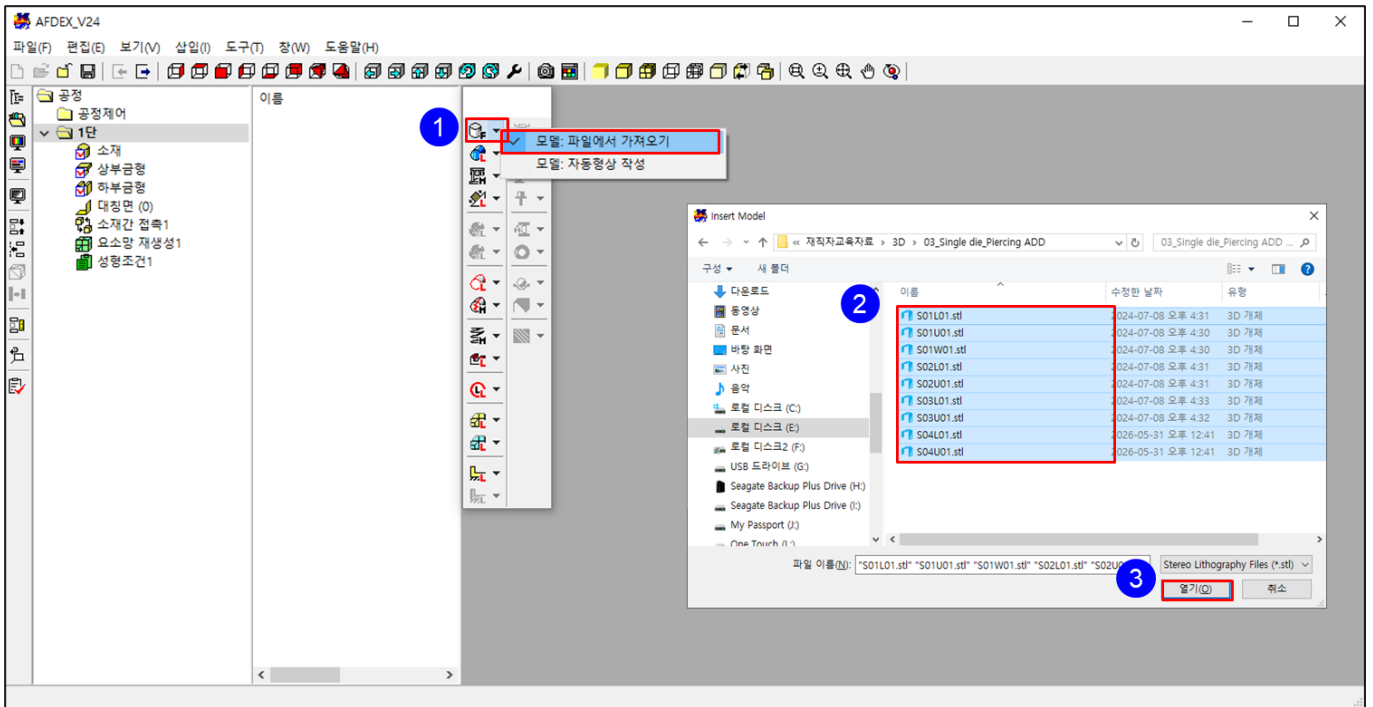 AFDEX_V24
파일(F) 편집(E) 보기(V) 삽입(I) 도구(T) 창(W) 도움말(H)
공정
공정제어
1단
소재
상부금형
하부금형
대칭면 (0)
소재간 접촉1
요소망 재생성1
성형조건1
이름
1
모델: 파일에서 가져오기
모델: 자동형상 작성
Insert Model
« 재직자교육자료 › 3D › 03_Single die_Piercing ADD
03_Single die_Piercing ADD ...
구성 새 폴더
다운로드
동영상
문서
바탕 화면
사진
음악
로컬 디스크 (C:)
로컬 디스크 (E:)
로컬 디스크2 (F:)
USB 드라이브 (G:)
Seagate Backup Plus Drive (H:)
Seagate Backup Plus Drive (I:)
My Passport (J:)
One Touch (L:)
2
이름 수정한 날짜 유형
S01L01.stl 2024-07-08 오후 4:31 3D 개체
S01U01.stl 2024-07-08 오후 4:30 3D 개체
S01W01.stl 2024-07-08 오후 4:30 3D 개체
S02L01.stl 2024-07-08 오후 4:31 3D 개체
S02U01.stl 2024-07-08 오후 4:31 3D 개체
S03L01.stl 2024-07-08 오후 4:33 3D 개체
S03U01.stl 2024-07-08 오후 4:32 3D 개체
S04L01.stl 2026-05-31 오후 12:41 3D 개체
S04U01.stl 2026-05-31 오후 12:41 3D 개체
파일 이름(N): "S01L01.stl" "S01U01.stl" "S01W01.stl" "S02L01.stl" "S02U0 Stereo Lithography Files (*.stl)
3
열기(O) 취소